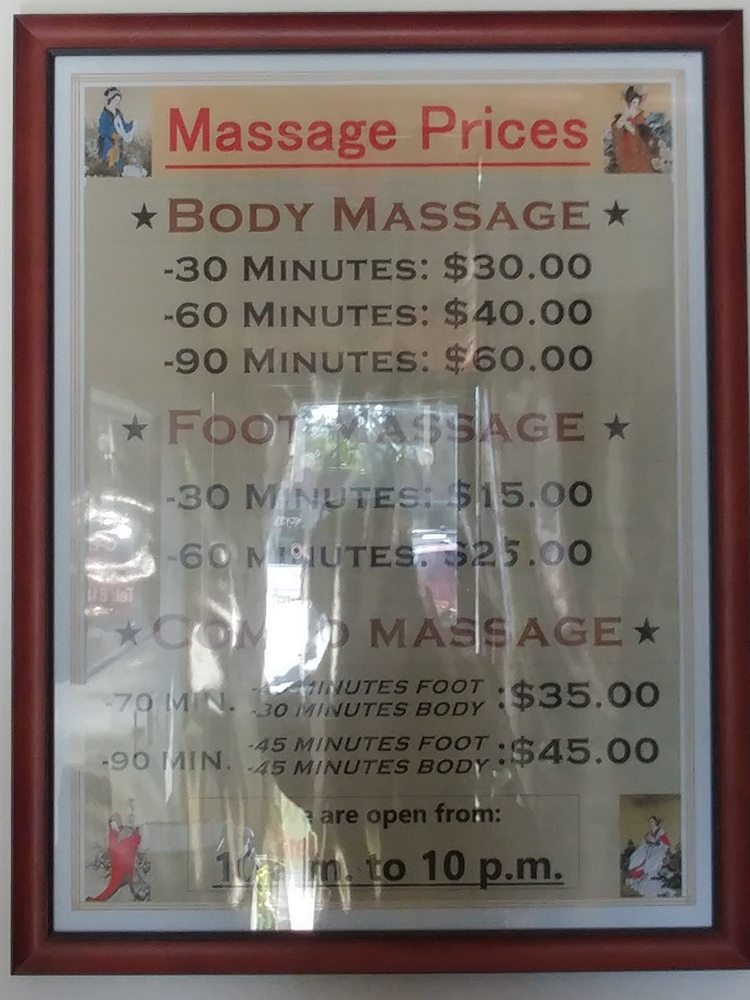 Massage Prices
★ BODY MASSAGE ★
-30 MINUTES: $30.00
-60 MINUTES: $40.00
-90 MINUTES: $60.00
★ FOOT MASSAGE ★
-30 MINUTES: $15.00
-60 MINUTES: $25.00
★ COMBO MASSAGE ★
-70 MIN. MINUTES FOOT :$35.00
-30 MINUTES BODY
-90 MIN. -45 MINUTES FOOT :$45.00
-45 MINUTES BODY
are open from:
10 a.m. to 10 p.m.